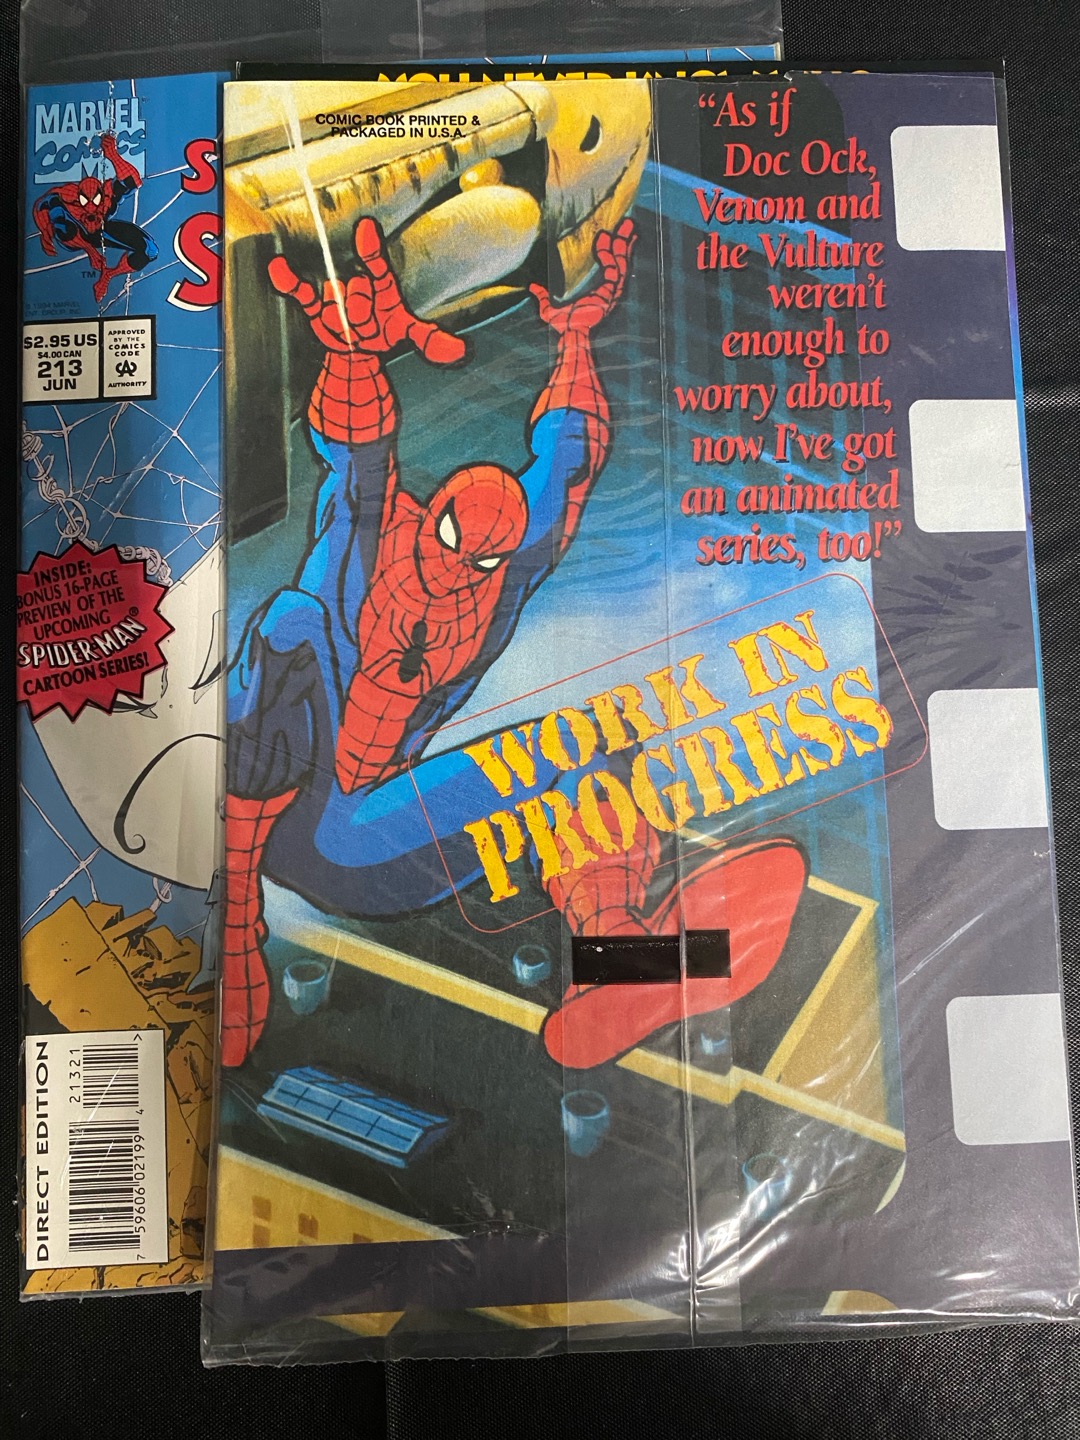 MARVEL
COMICS
TM
$2.95 US
$4.00 CAN
213
JUN
APPROVED
BY THE
COMICS
CODE
CA
AUTHORITY
INSIDE:
BONUS 16-PAGE
PREVIEW OF THE
UPCOMING
SPIDER-MAN®
CARTOON SERIES!
DIRECT EDITION
21321
7 59606 02199 4
COMIC BOOK PRINTED &
PACKAGED IN U.S.A.
“As if
Doc Ock,
Venom and
the Vulture
weren't
enough to
worry about,
now I've got
an animated
series, too!”
WORK IN
PROGRESS